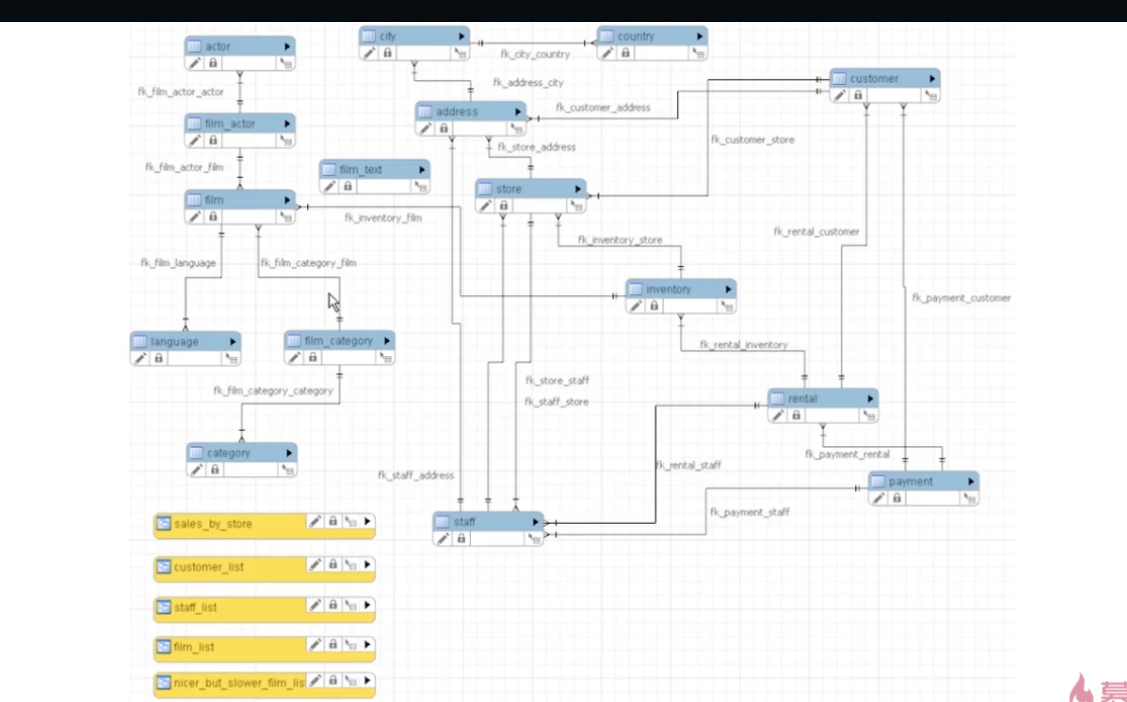 city
country
actor
fk_city_country
customer
fk_film_actor_actor
fk_address_city
address
fk_customer_address
film_actor
fk_customer_store
fk_store_address
fk_film_actor_film
film_text
store
film
fk_inventory_film
fk_rental_customer
fk_inventory_store
fk_film_language
fk_film_category_film
inventory
fk_payment_customer
language
film_category
fk_rental_inventory
fk_store_staff
fk_film_category_category
rental
fk_staff_store
category
fk_payment_rental
fk_rental_staff
fk_staff_address
payment
fk_payment_staff
staff
sales_by_store
customer_list
staff_list
film_list
nicer_but_slower_film_lis